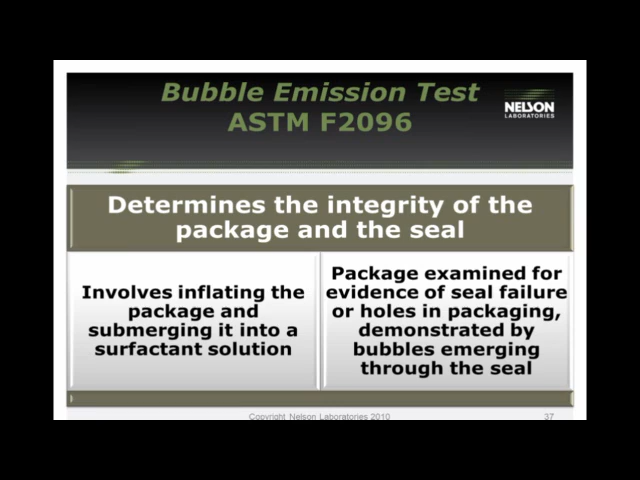 Bubble Emission Test
ASTM F2096
NELSON
LABORATORIES
Determines the integrity of the
package and the seal
Involves inflating the
package and
submerging it into a
surfactant solution
Package examined for
evidence of seal failure
or holes in packaging,
demonstrated by
bubbles emerging
through the seal
Copyright Nelson Laboratories 2010
37